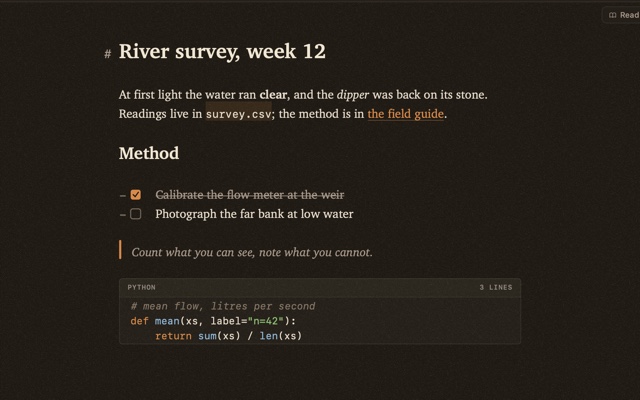 Read
# River survey, week 12
At first light the water ran clear, and the dipper was back on its stone.
Readings live in survey.csv; the method is in the field guide.
Method
– Calibrate the flow meter at the weir
– Photograph the far bank at low water
Count what you can see, note what you cannot.
PYTHON 3 LINES
# mean flow, litres per second
def mean(xs, label="n=42"):
    return sum(xs) / len(xs)